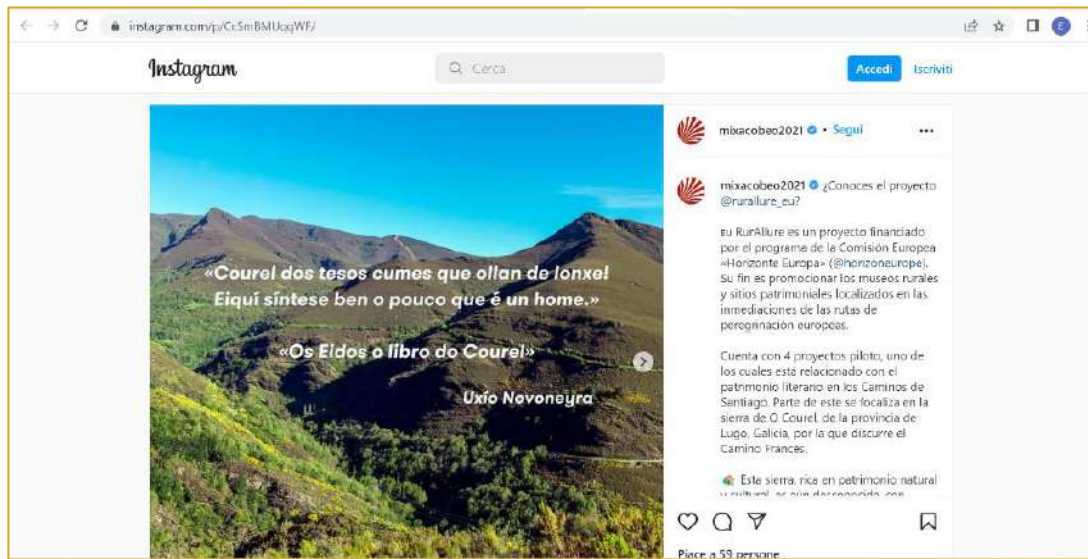 instagram.com/p/CcSmBMUqqWF/
Instagram
Cerca
Accedi
Iscriviti
«Courel dos tesos cumes que ollan de lonxe!
Eiquí síntese ben o pouco que é un home.»
«Os Eidos o libro do Courel»
Uxío Novoneyra
mixacobeo2021 • Segui
mixacobeo2021 ¿Conoces el proyecto
@rurallure_eu?
EU RurAllure es un proyecto financiado
por el programa de la Comisión Europea
«Horizonte Europa» (@horizoneurope).
Su fin es promocionar los museos rurales
y sitios patrimoniales localizados en las
inmediaciones de las rutas de
peregrinación europeas.
Cuenta con 4 proyectos piloto, uno de
los cuales está relacionado con el
patrimonio literario en los Caminos de
Santiago. Parte de este se focaliza en la
sierra de O Courel, de la provincia de
Lugo, Galicia, por la que discurre el
Camino Francés.
Esta sierra, rica en patrimonio natural
y cultural, es aún
Piace a 59 persone
E